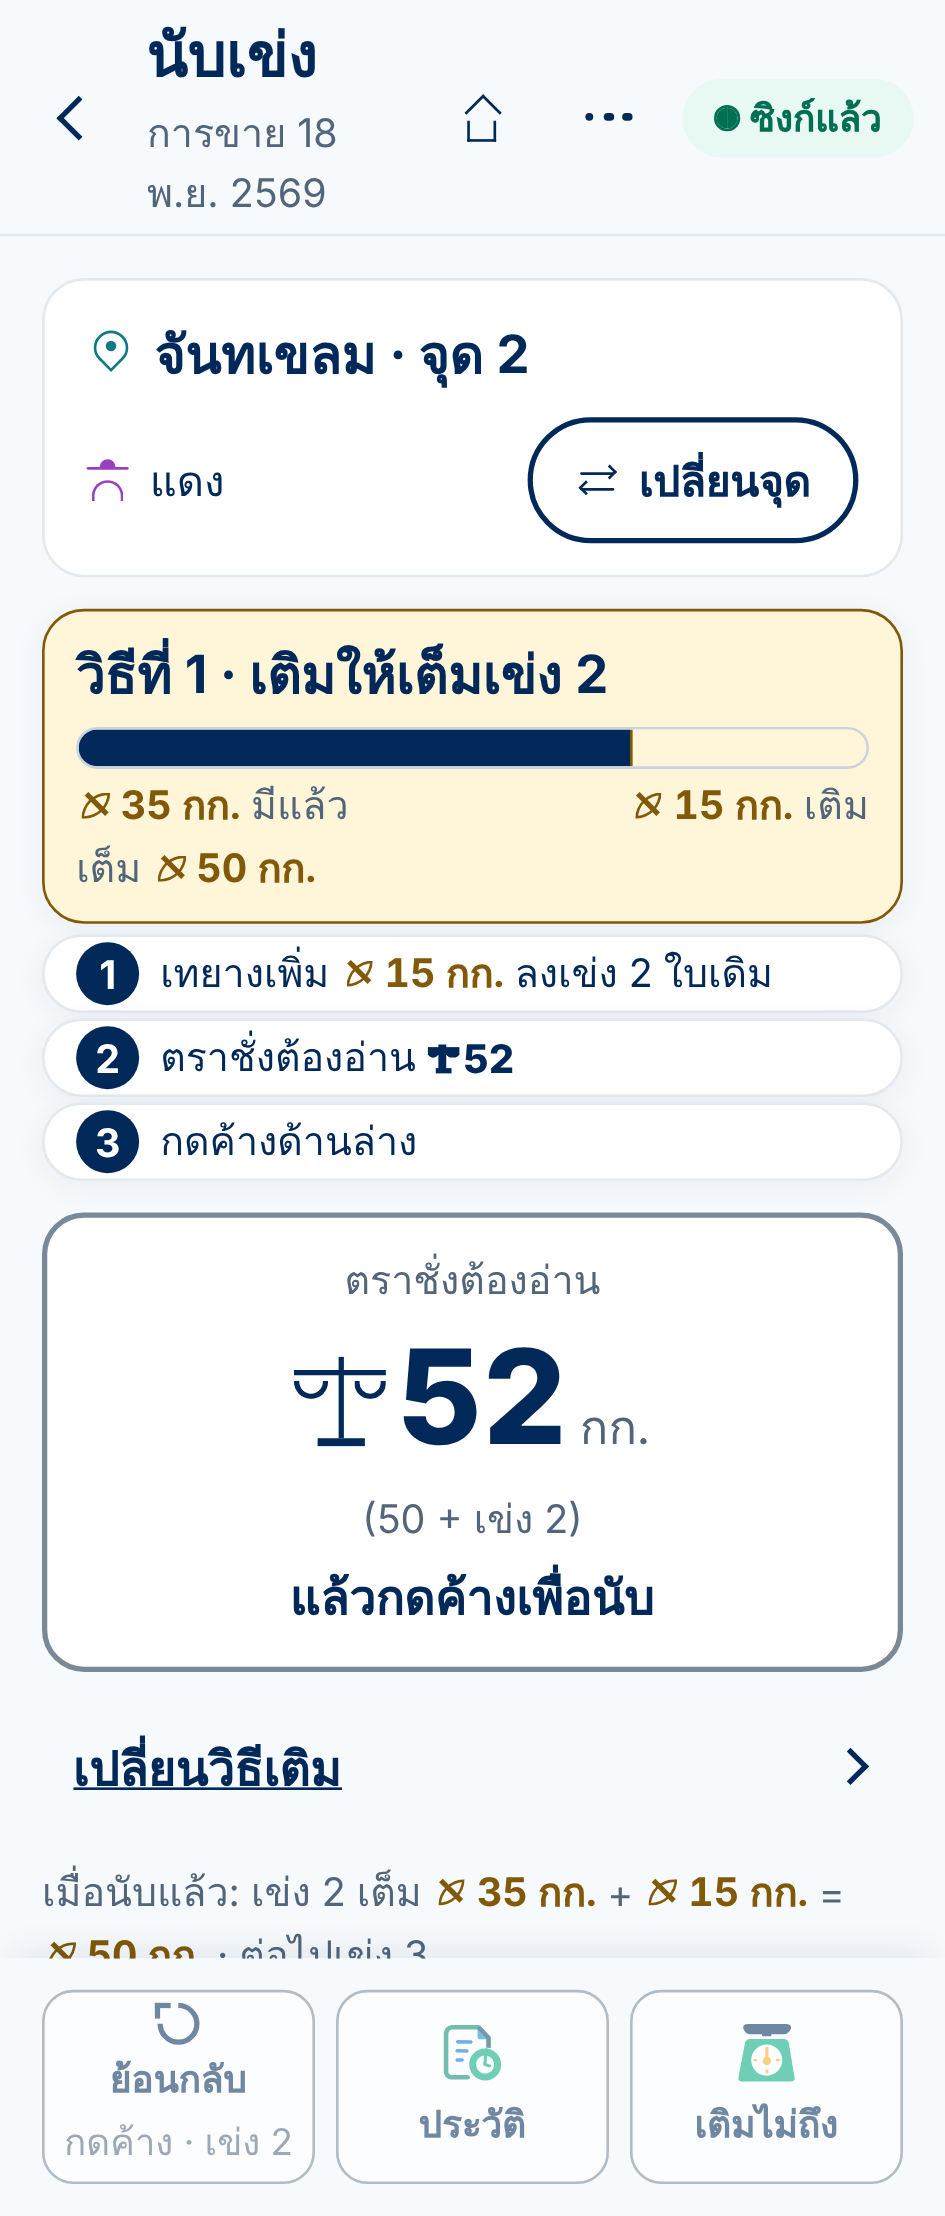 นับเข่ง
การขาย 18
พ.ย. 2569
ซิงก์แล้ว
จันทเขลม · จุด 2
แดง
เปลี่ยนจุด
วิธีที่ 1 · เติมให้เต็มเข่ง 2
35 กก. มีแล้ว
15 กก. เติม
เต็ม 50 กก.
1 เทยางเพิ่ม 15 กก. ลงเข่ง 2 ใบเดิม
2 ตราชั่งต้องอ่าน 52
3 กดค้างด้านล่าง
ตราชั่งต้องอ่าน
52 กก.
(50 + เข่ง 2)
แล้วกดค้างเพื่อนับ
เปลี่ยนวิธีเติม
เมื่อนับแล้ว: เข่ง 2 เต็ม 35 กก. + 15 กก. =
50 กก. · ต่อไปเข่ง 3
ย้อนกลับ
กดค้าง · เข่ง 2
ประวัติ
เติมไม่ถึง